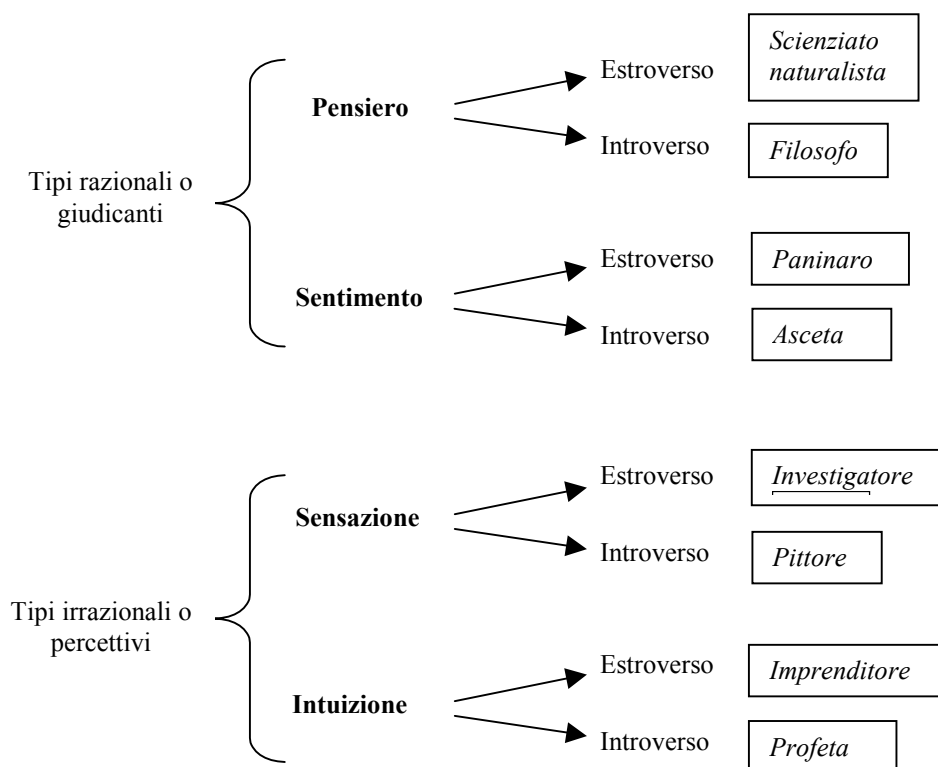 Estroverso
Scienziato
naturalista
Pensiero
Introverso
Filosofo
Tipi razionali o
giudicanti
Estroverso
Paninaro
Sentimento
Introverso
Asceta
Estroverso
Investigatore
Sensazione
Introverso
Pittore
Tipi irrazionali o
percettivi
Estroverso
Imprenditore
Intuizione
Introverso
Profeta